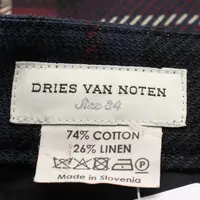 DRIES VAN NOTEN
Size 34
74% COTTON
26% LINEN
Made in Slovenia